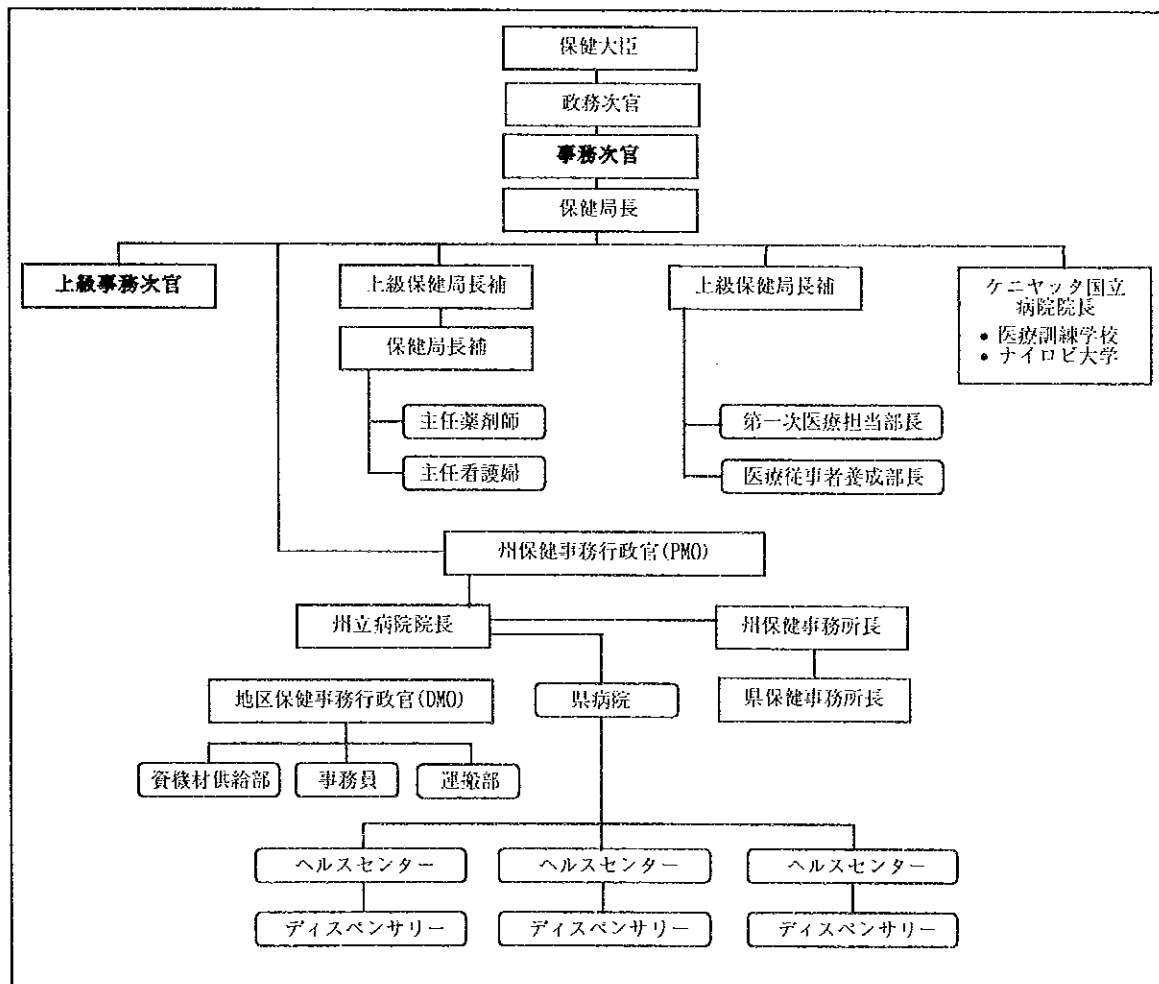 保健大臣
政務次官
事務次官
保健局長
上級事務次官
上級保健局長補
上級保健局長補
ケニヤッタ国立
病院院長
• 医療訓練学校
• ナイロビ大学
保健局長補
主任薬剤師
主任看護婦
第一次医療担当部長
医療従事者養成部長
州保健事務行政官(PMO)
州立病院院長
州保健事務所長
地区保健事務行政官(DMO)
県病院
県保健事務所長
資機材供給部
事務員
運搬部
ヘルスセンター
ヘルスセンター
ヘルスセンター
ディスペンサリー
ディスペンサリー
ディスペンサリー